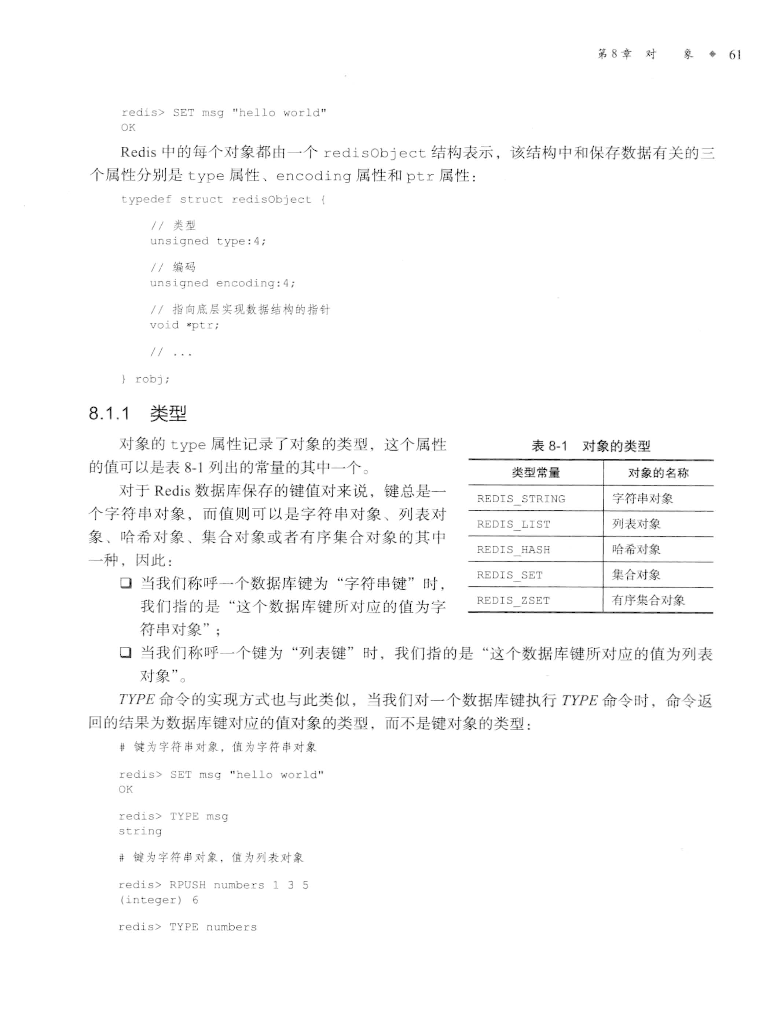 第8章 对 象 ◆ 61
redis> SET msg "hello world"
OK
Redis 中的每个对象都由一个 redisObject 结构表示，该结构中和保存数据有关的三
个属性分别是 type 属性、encoding 属性和 ptr 属性：
typedef struct redisObject {
// 类型
unsigned type:4;
// 编码
unsigned encoding:4;
// 指向底层实现数据结构的指针
void *ptr;
// ...
} robj;
8.1.1 类型
对象的 type 属性记录了对象的类型，这个属性
的值可以是表 8-1 列出的常量的其中一个。
对于 Redis 数据库保存的键值对来说，键总是一
个字符串对象，而值则可以是字符串对象、列表对
象、哈希对象、集合对象或者有序集合对象的其中
一种，因此：
❑ 当我们称呼一个数据库键为“字符串键”时，
我们指的是“这个数据库键所对应的值为字
符串对象”；
表 8-1 对象的类型
类型常量 对象的名称
REDIS_STRING 字符串对象
REDIS_LIST 列表对象
REDIS_HASH 哈希对象
REDIS_SET 集合对象
REDIS_ZSET 有序集合对象
❑ 当我们称呼一个键为“列表键”时，我们指的是“这个数据库键所对应的值为列表
对象”。
TYPE 命令的实现方式也与此类似，当我们对一个数据库键执行 TYPE 命令时，命令返
回的结果为数据库键对应的值对象的类型，而不是键对象的类型：
# 键为字符串对象，值为字符串对象
redis> SET msg "hello world"
OK
redis> TYPE msg
string
# 键为字符串对象，值为列表对象
redis> RPUSH numbers 1 3 5
(integer) 6
redis> TYPE numbers